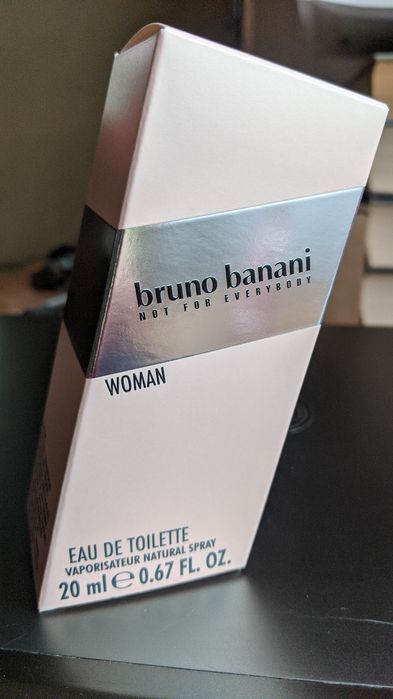 bruno banani
NOT FOR EVERYBODY
WOMAN
EAU DE TOILETTE
VAPORISATEUR NATURAL SPRAY
20 ml ℮ 0.67 FL. OZ.